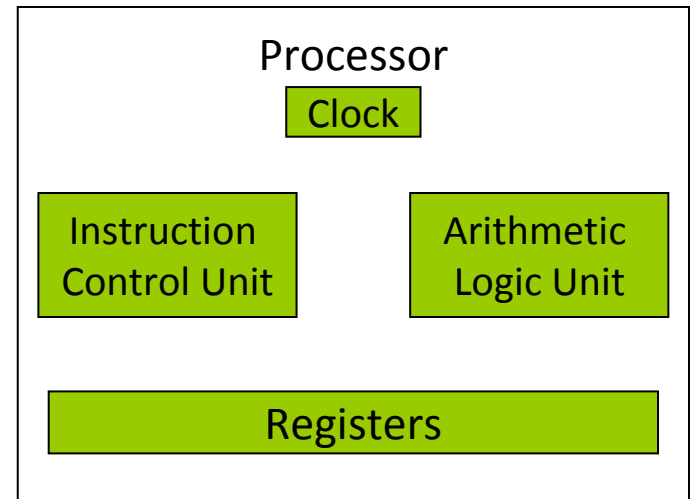 Processor
Clock
Instruction
Control Unit
Arithmetic
Logic Unit
Registers